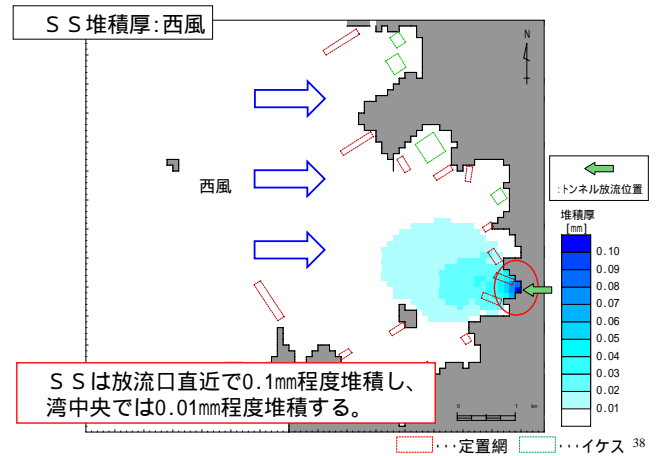 ＳＳ堆積厚：西風
N
西風
：トンネル放流位置
堆積厚
[mm]
0.10
0.09
0.08
0.07
0.06
0.05
0.04
0.03
0.02
0.01
ＳＳは放流口直近で0.1㎜程度堆積し、
湾中央では0.01㎜程度堆積する。
0 1 km
･･･定置網 ･･･イケス
38